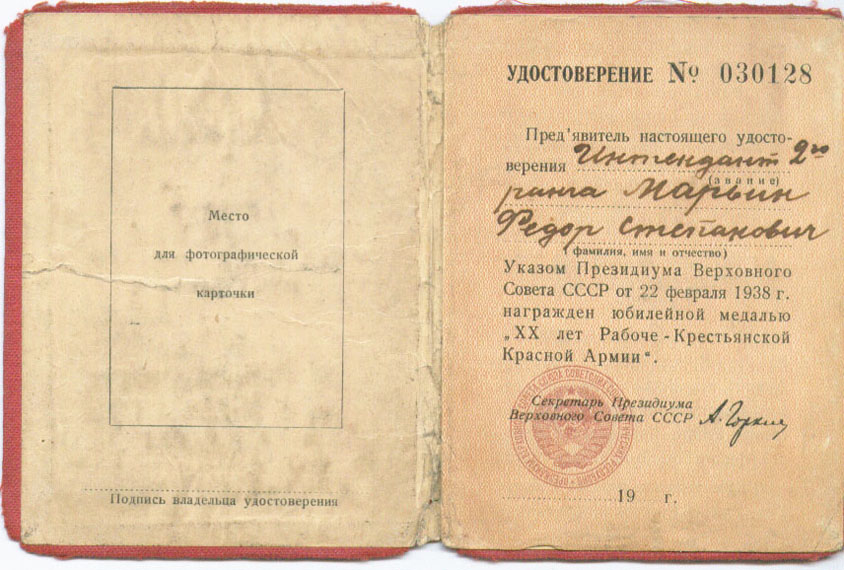 Место
для фотографической
карточки
Подпись владельца удостоверения
УДОСТОВЕРЕНИЕ № 030128
Пред'явитель настоящего удосто-
верения Интендант 2го
(звание)
ранга Марьин
Федор Степанович
(фамилия, имя и отчество)
Указом Президиума Верховного
Совета СССР от 22 февраля 1938 г.
награжден юбилейной медалью
„XX лет Рабоче-Крестьянской
Красной Армии“.
Секретарь Президиума
Верховного Совета СССР А. Горкин
19 г.